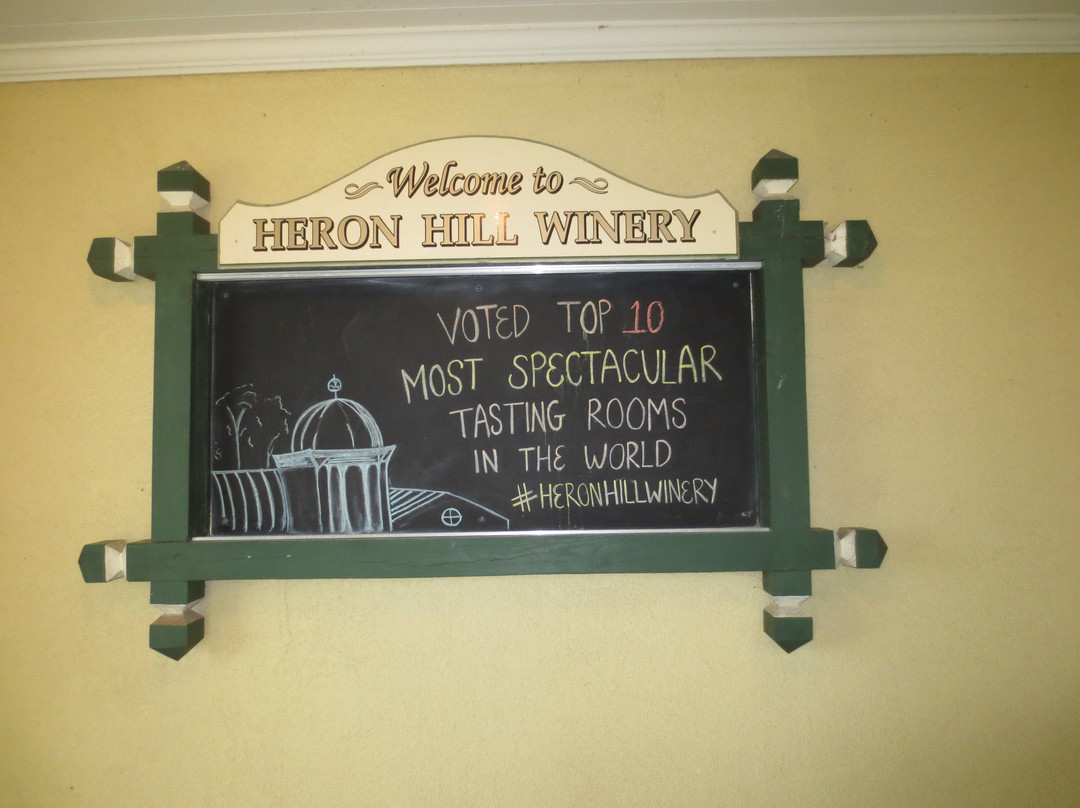 Welcome to
HERON HILL WINERY
VOTED TOP 10
MOST SPECTACULAR
TASTING ROOMS
IN THE WORLD
#HERONHILLWINERY